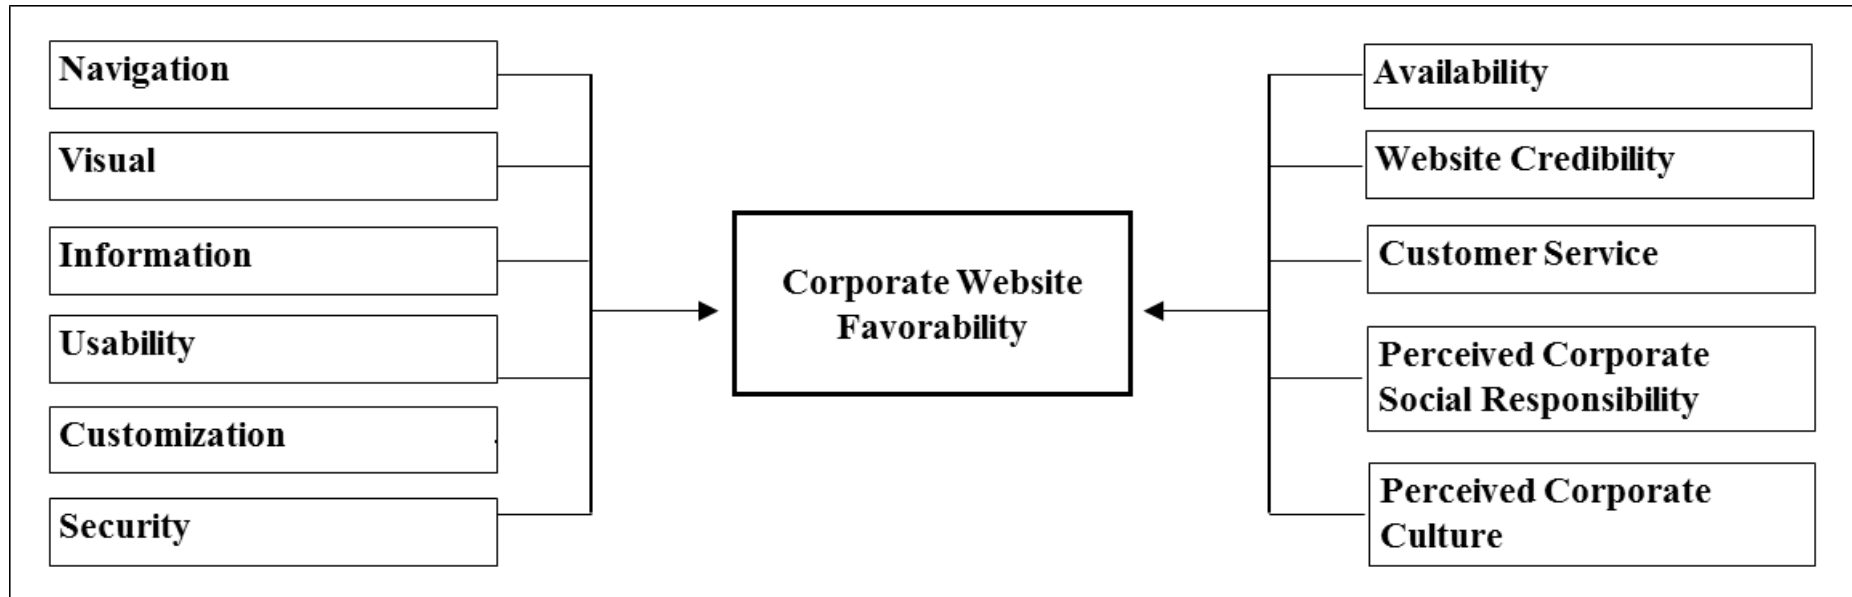 Navigation
Visual
Information
Usability
Customization
Security
Corporate Website
Favorability
Availability
Website Credibility
Customer Service
Perceived Corporate
Social Responsibility
Perceived Corporate
Culture